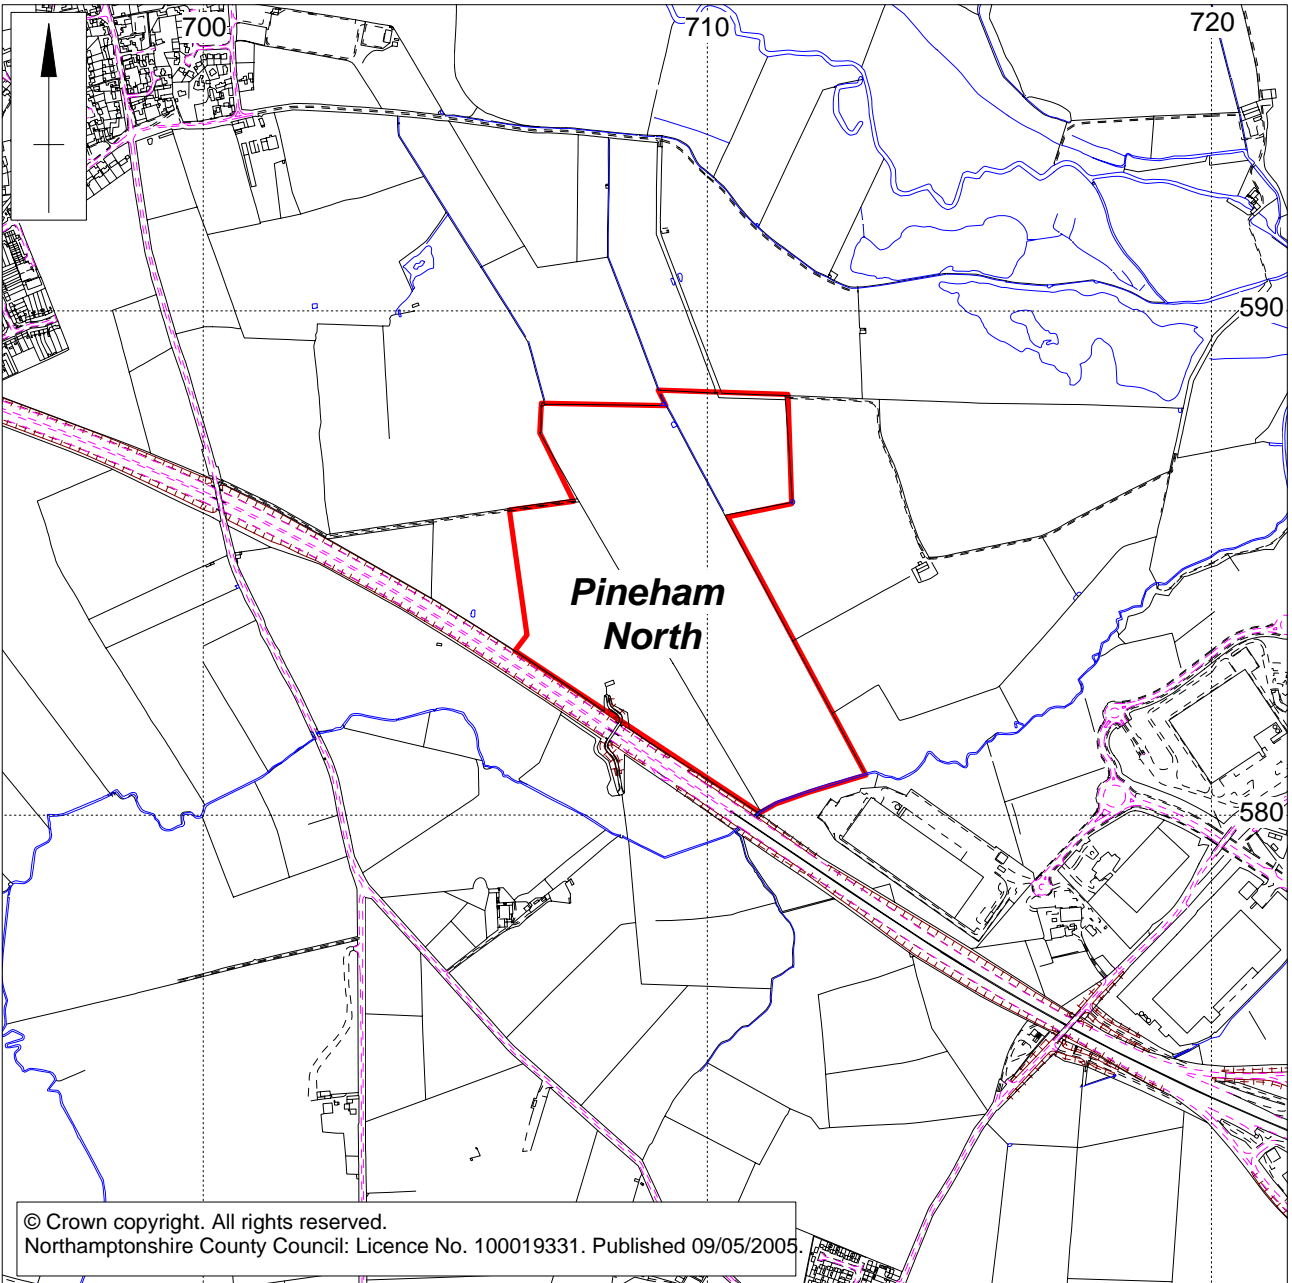 700
710
720
590
Pineham
North
580
© Crown copyright. All rights reserved.
Northamptonshire County Council: Licence No. 100019331. Published 09/05/2005.